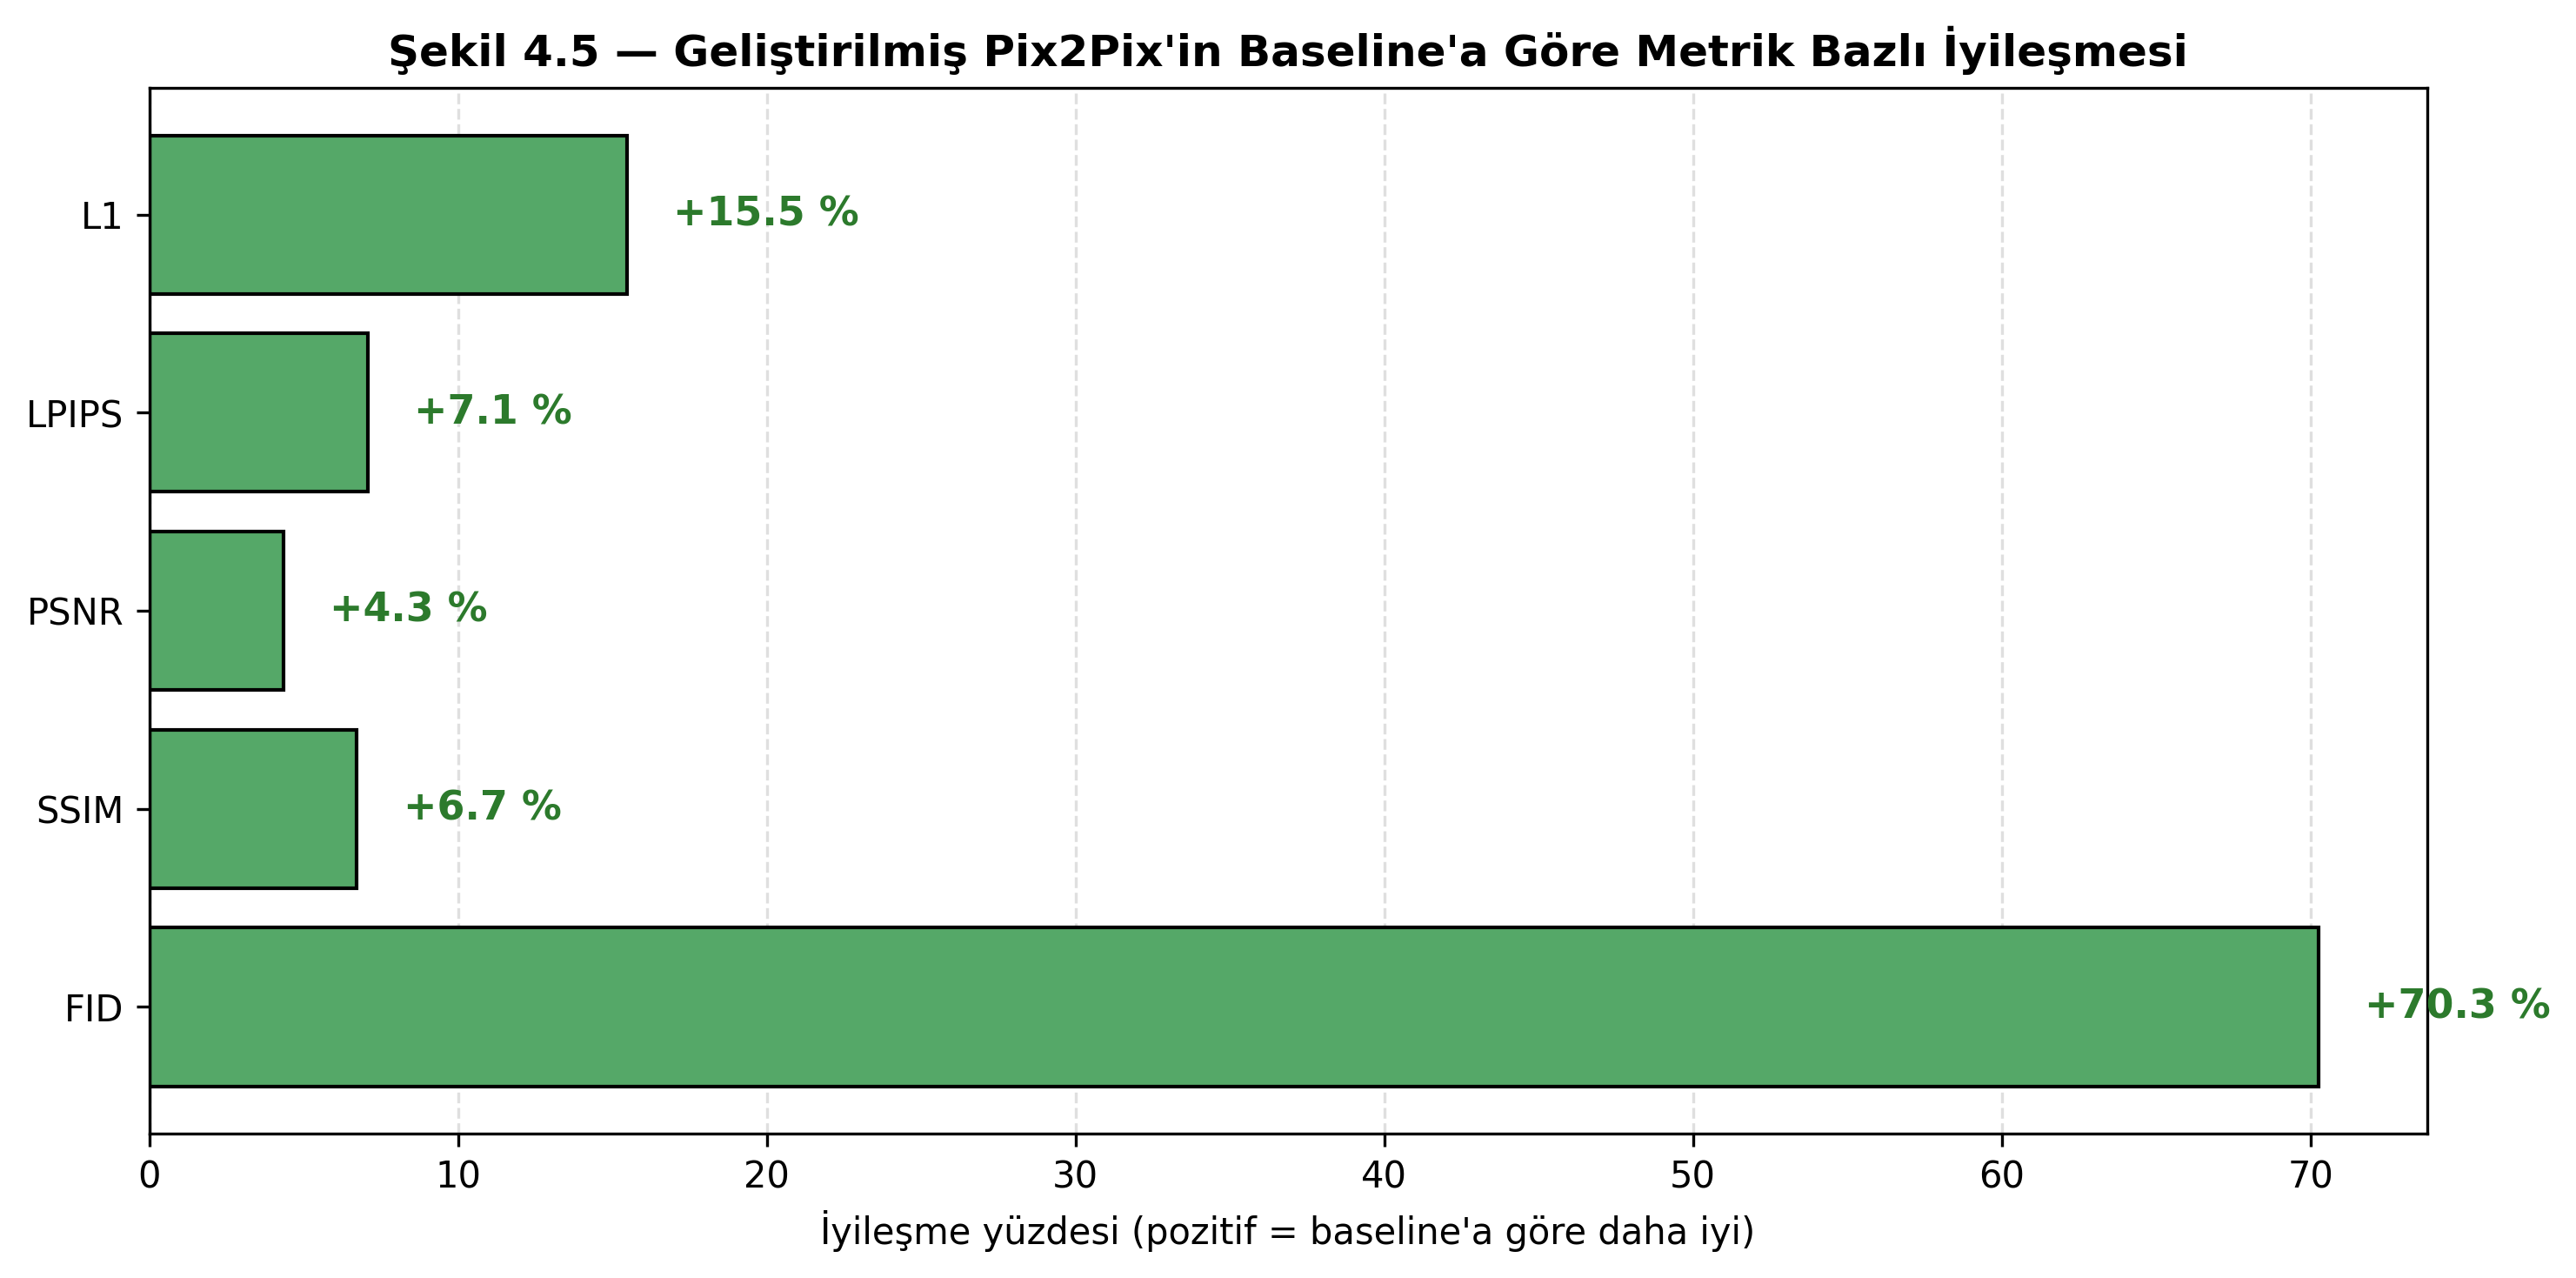 Şekil 4.5 — Geliştirilmiş Pix2Pix'in Baseline'a Göre Metrik Bazlı İyileşmesi
L1 +15.5 %
LPIPS +7.1 %
PSNR +4.3 %
SSIM +6.7 %
FID +70.3 %
0 10 20 30 40 50 60 70
İyileşme yüzdesi (pozitif = baseline'a göre daha iyi)